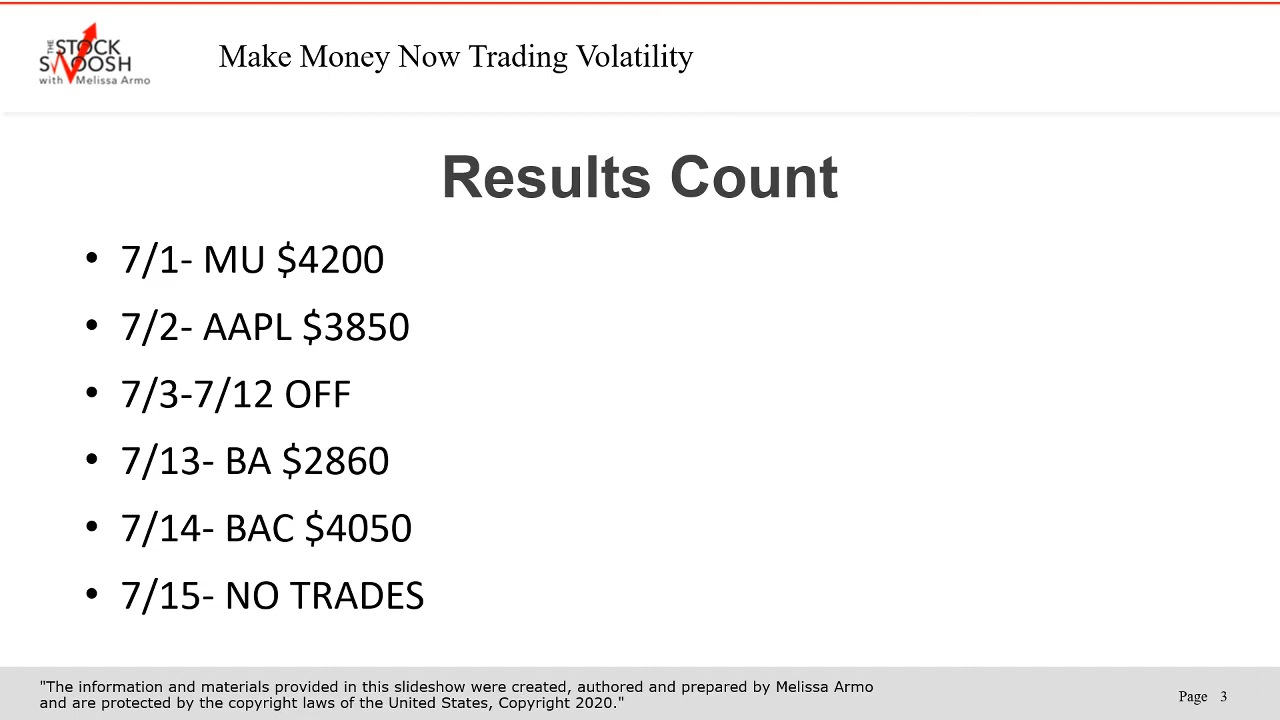 THE STOCK
SWOOSH
with Melissa Armo
Make Money Now Trading Volatility
Results Count
• 7/1- MU $4200
• 7/2- AAPL $3850
• 7/3-7/12 OFF
• 7/13- BA $2860
• 7/14- BAC $4050
• 7/15- NO TRADES
"The information and materials provided in this slideshow were created, authored and prepared by Melissa Armo
and are protected by the copyright laws of the United States, Copyright 2020."
Page 3